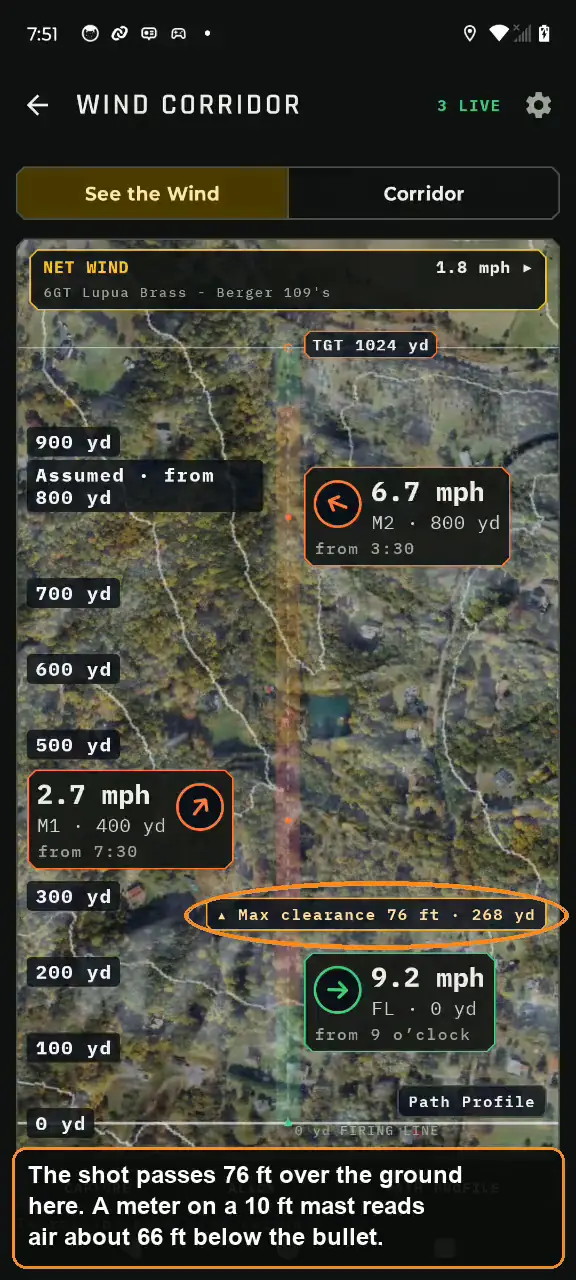 7:51
WIND CORRIDOR
3 LIVE
See the Wind
Corridor
NET WIND
1.8 mph ▸
6GT Lupua Brass - Berger 109's
TGT 1024 yd
900 yd
Assumed · from
800 yd
6.7 mph
M2 · 800 yd
from 3:30
700 yd
600 yd
500 yd
2.7 mph
M1 · 400 yd
from 7:30
300 yd
▲ Max clearance 76 ft · 268 yd
200 yd
9.2 mph
FL · 0 yd
from 9 o'clock
100 yd
Path Profile
0 yd
0 yd FIRING LINE
The shot passes 76 ft over the ground
here. A meter on a 10 ft mast reads
air about 66 ft below the bullet.